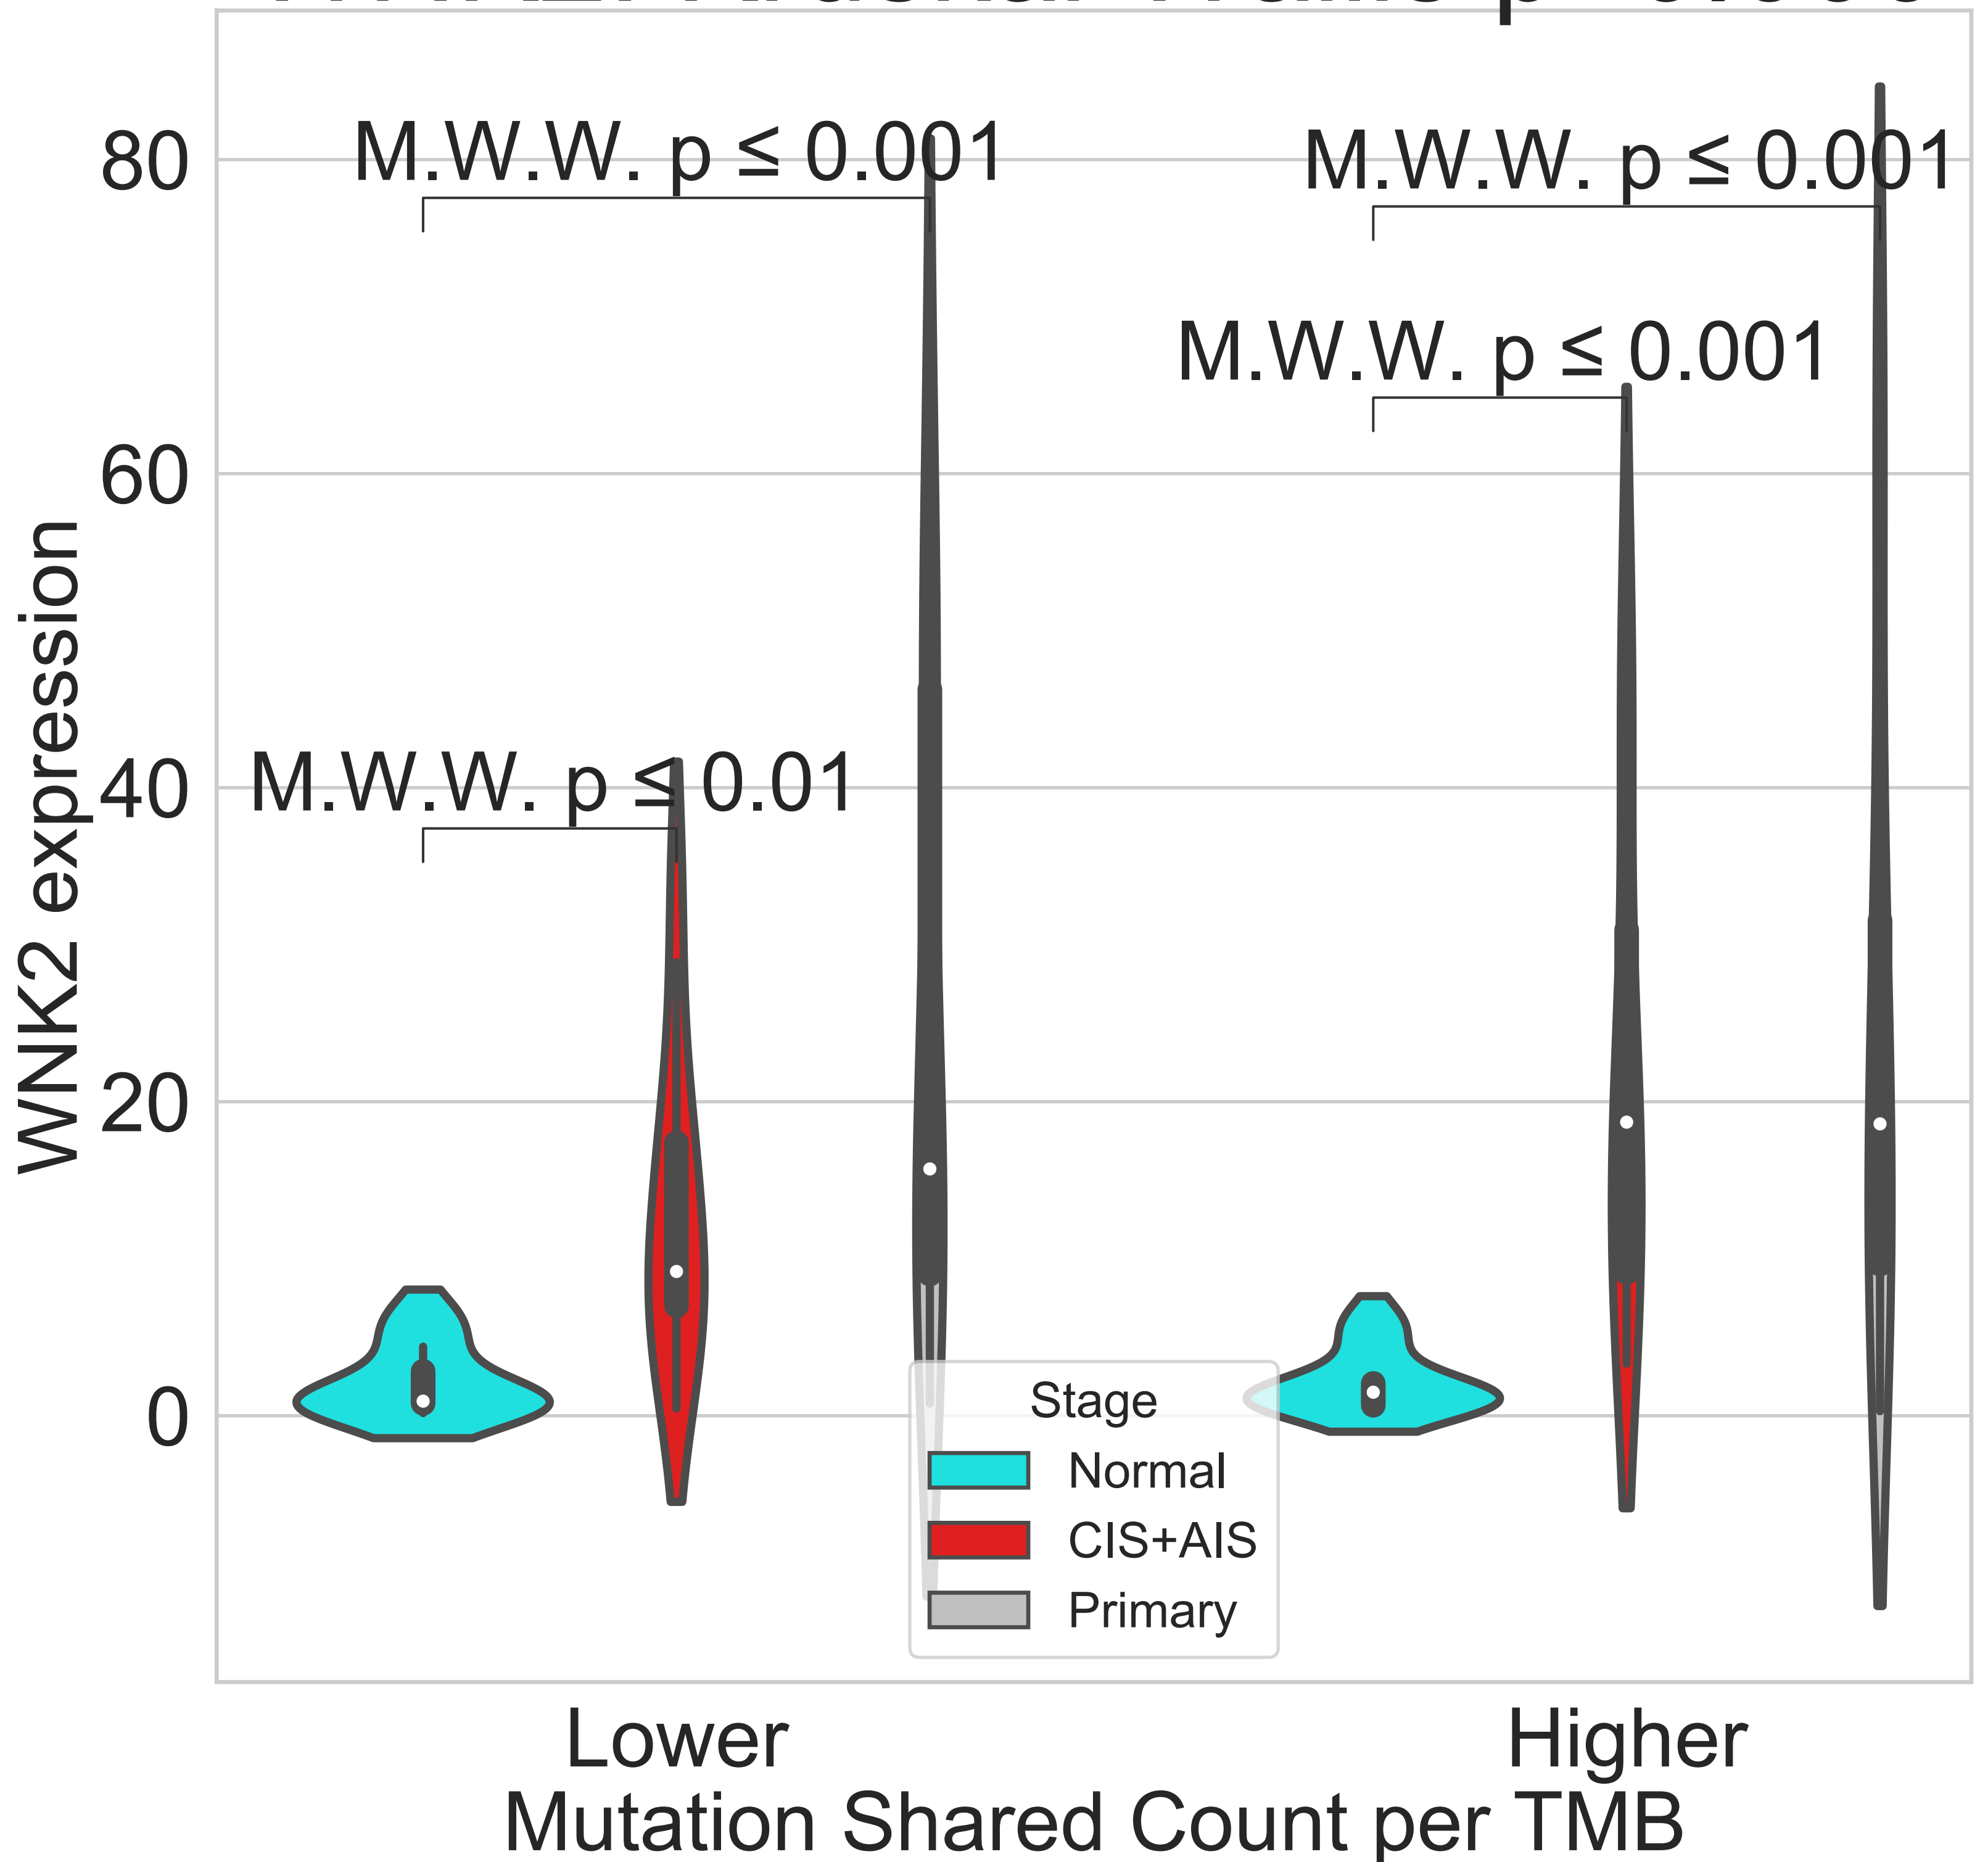 M.W.W. p ≤ 0.001
M.W.W. p ≤ 0.001
M.W.W. p ≤ 0.001
M.W.W. p ≤ 0.01
80
60
40
20
0
WNK2 expression
Stage
Normal
CIS+AIS
Primary
Lower
Higher
Mutation Shared Count per TMB